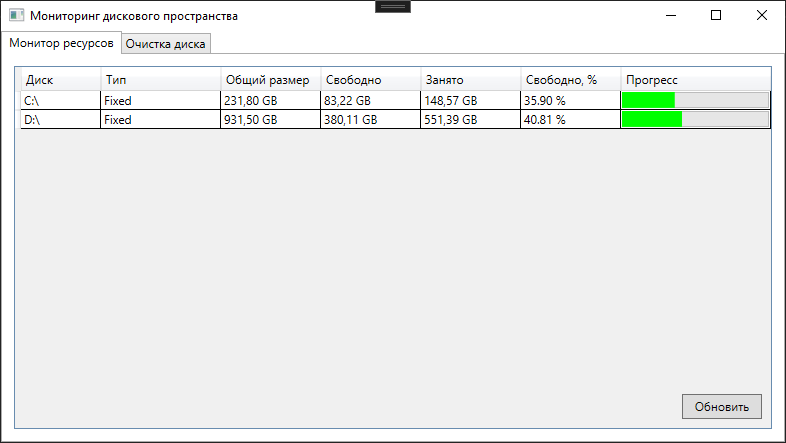 Мониторинг дискового пространства
Монитор ресурсов Очистка диска
Диск Тип Общий размер Свободно Занято Свободно, % Прогресс
C:\ Fixed 231,80 GB 83,22 GB 148,57 GB 35.90 %
D:\ Fixed 931,50 GB 380,11 GB 551,39 GB 40.81 %
Обновить